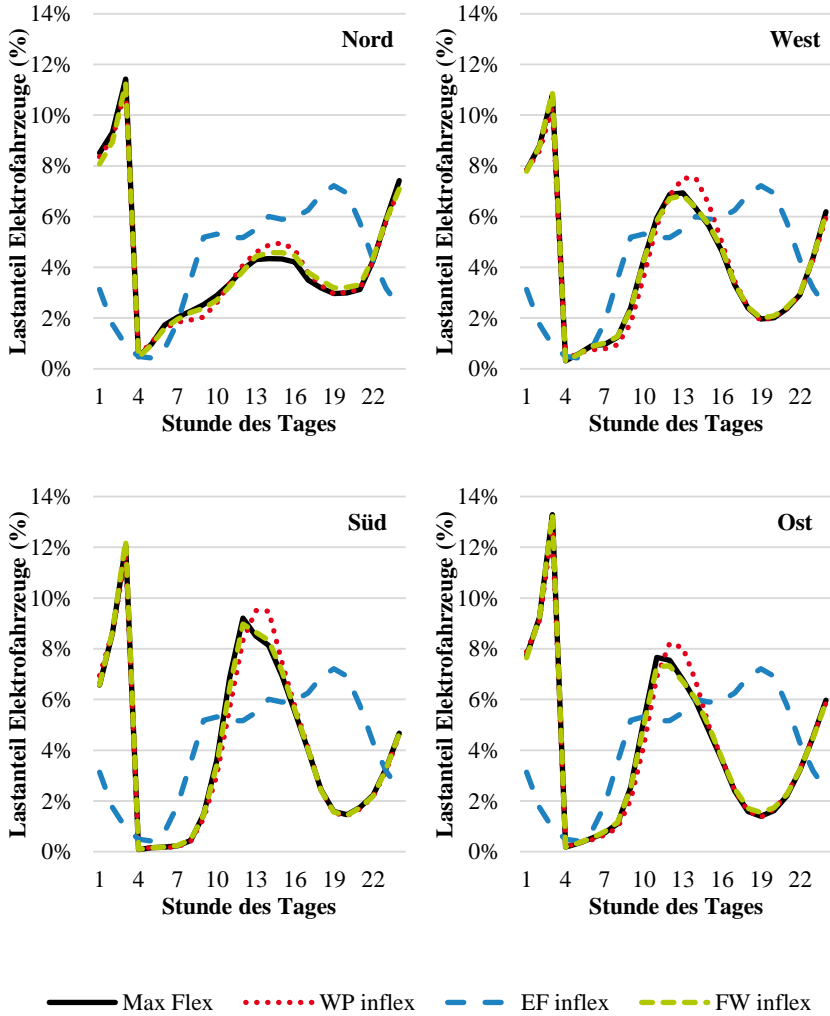 Nord
Lastanteil Elektrofahrzeuge (%)
14%
12%
10%
8%
6%
4%
2%
0%
1 4 7 10 13 16 19 22
Stunde des Tages
West
Lastanteil Elektrofahrzeuge (%)
14%
12%
10%
8%
6%
4%
2%
0%
1 4 7 10 13 16 19 22
Stunde des Tages
Süd
Lastanteil Elektrofahrzeuge (%)
14%
12%
10%
8%
6%
4%
2%
0%
1 4 7 10 13 16 19 22
Stunde des Tages
Ost
Lastanteil Elektrofahrzeuge (%)
14%
12%
10%
8%
6%
4%
2%
0%
1 4 7 10 13 16 19 22
Stunde des Tages
Max Flex WP inflex EF inflex FW inflex